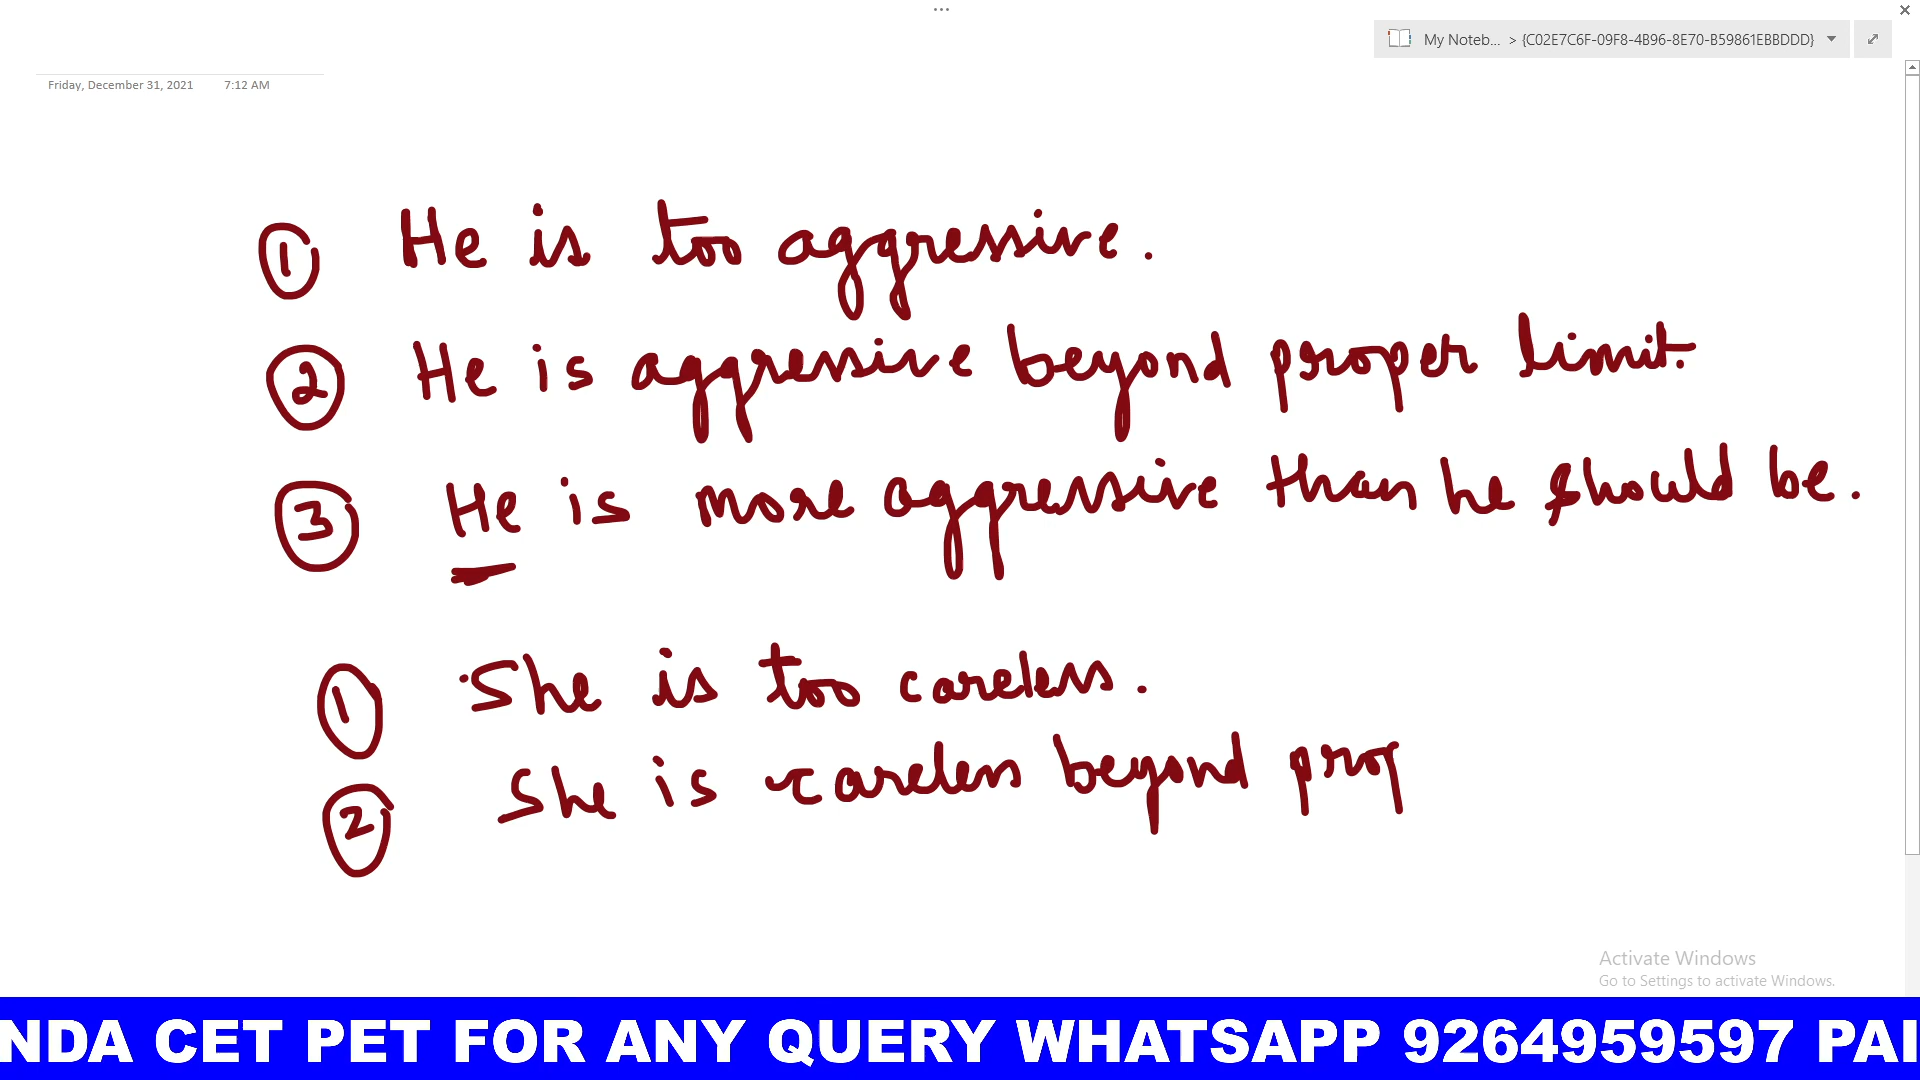 ...
My Noteb... > {C02E7C6F-09F8-4B96-8E70-B59861EBBDDD}
Friday, December 31, 2021 7:12 AM
① He is too aggressive.
② He is aggressive beyond proper limit.
③ He is more aggressive than he should be.
① She is too careless.
② She is careless beyond prop
Activate Windows
Go to Settings to activate Windows.
NDA CET PET FOR ANY QUERY WHATSAPP 9264959597 PAI